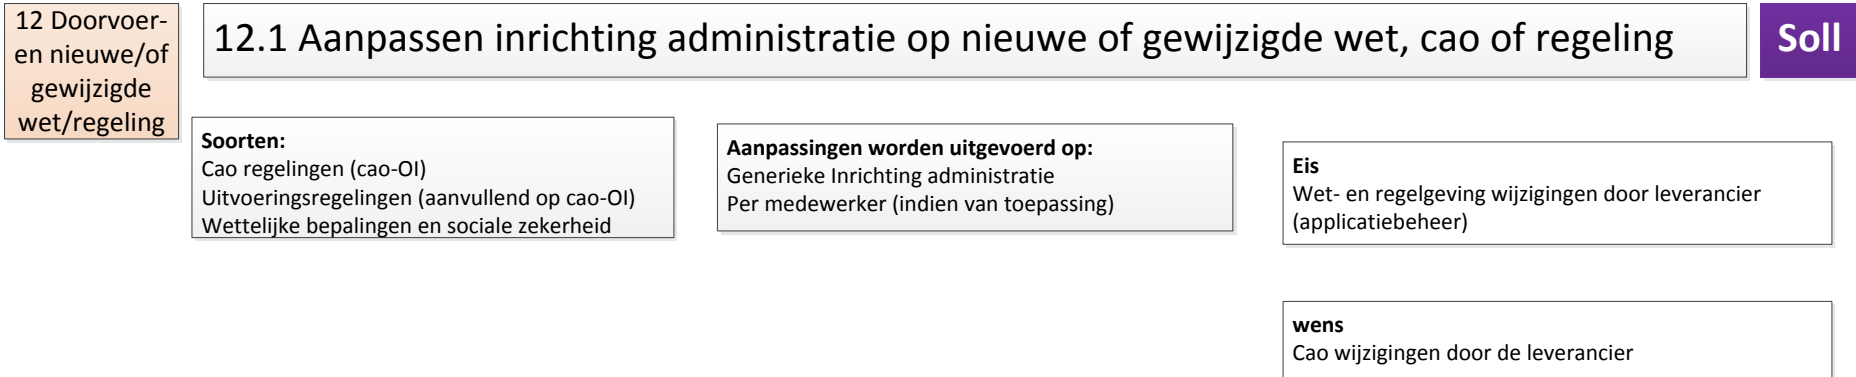 12 Doorvoer-
en nieuwe/of
gewijzigde
wet/regeling
12.1 Aanpassen inrichting administratie op nieuwe of gewijzigde wet, cao of regeling
Soll
Soorten:
Cao regelingen (cao-OI)
Uitvoeringsregelingen (aanvullend op cao-OI)
Wettelijke bepalingen en sociale zekerheid
Aanpassingen worden uitgevoerd op:
Generieke Inrichting administratie
Per medewerker (indien van toepassing)
Eis
Wet- en regelgeving wijzigingen door leverancier
(applicatiebeheer)
wens
Cao wijzigingen door de leverancier